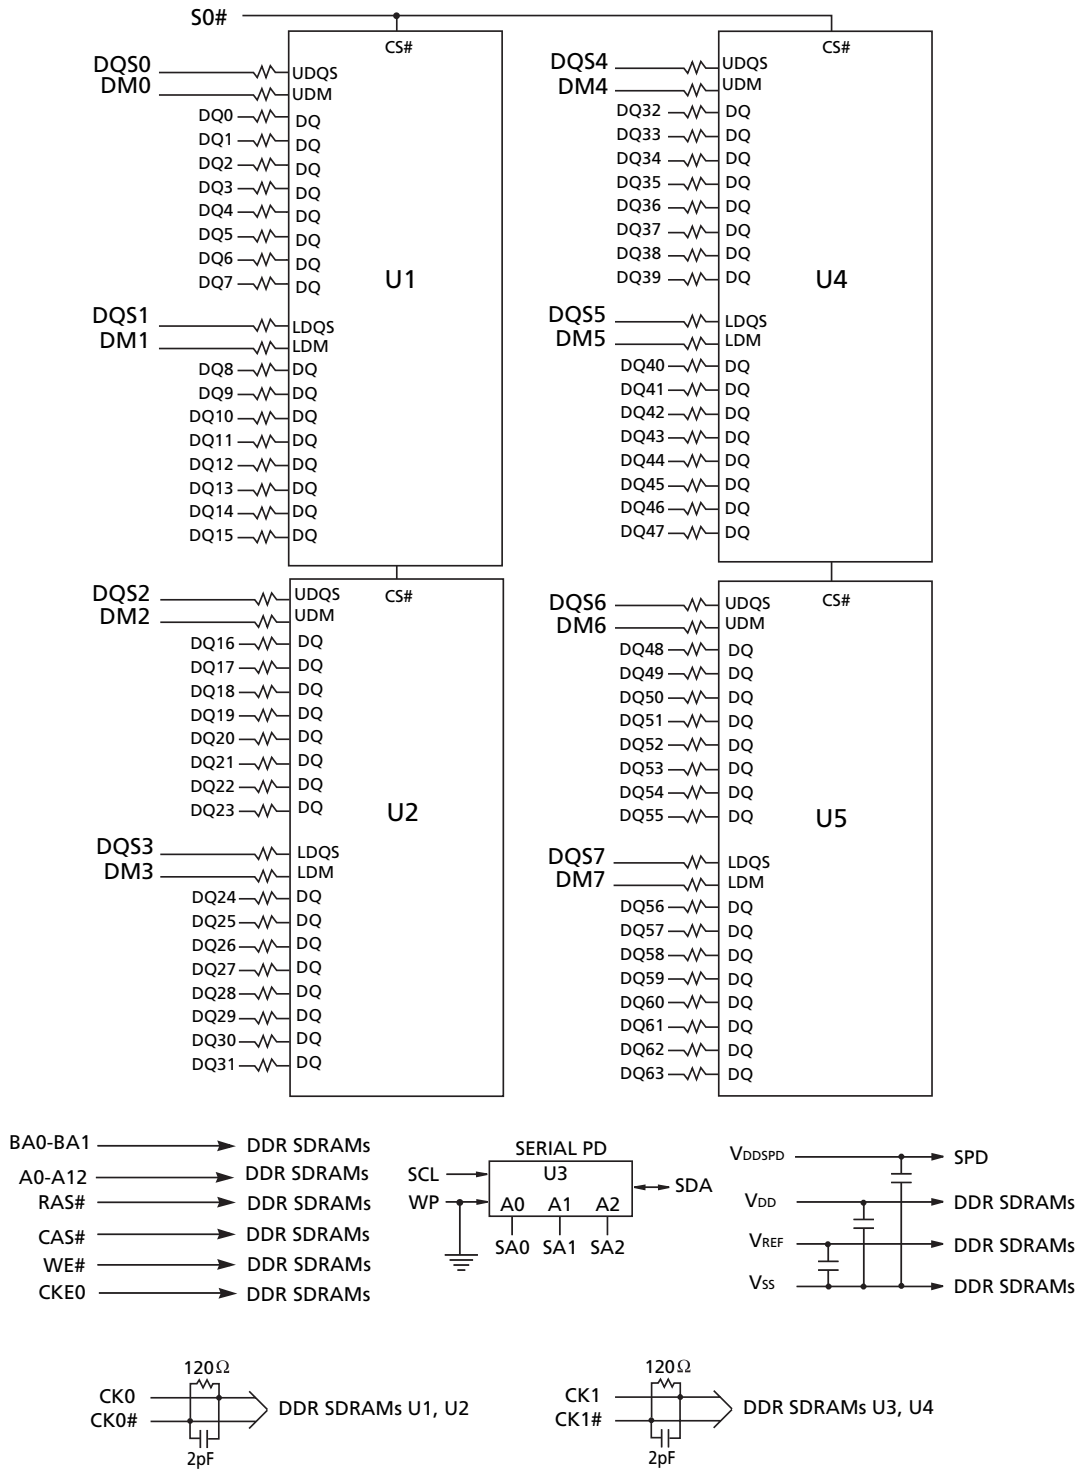 S0#
CS#
DQS0 UDQS
DM0 UDM
DQ0 DQ
DQ1 DQ
DQ2 DQ
DQ3 DQ
DQ4 DQ
DQ5 DQ
DQ6 DQ
DQ7 DQ
U1
DQS1 LDQS
DM1 LDM
DQ8 DQ
DQ9 DQ
DQ10 DQ
DQ11 DQ
DQ12 DQ
DQ13 DQ
DQ14 DQ
DQ15 DQ
CS#
DQS4 UDQS
DM4 UDM
DQ32 DQ
DQ33 DQ
DQ34 DQ
DQ35 DQ
DQ36 DQ
DQ37 DQ
DQ38 DQ
DQ39 DQ
U4
DQS5 LDQS
DM5 LDM
DQ40 DQ
DQ41 DQ
DQ42 DQ
DQ43 DQ
DQ44 DQ
DQ45 DQ
DQ46 DQ
DQ47 DQ
CS#
DQS2 UDQS
DM2 UDM
DQ16 DQ
DQ17 DQ
DQ18 DQ
DQ19 DQ
DQ20 DQ
DQ21 DQ
DQ22 DQ
DQ23 DQ
U2
DQS3 LDQS
DM3 LDM
DQ24 DQ
DQ25 DQ
DQ26 DQ
DQ27 DQ
DQ28 DQ
DQ29 DQ
DQ30 DQ
DQ31 DQ
CS#
DQS6 UDQS
DM6 UDM
DQ48 DQ
DQ49 DQ
DQ50 DQ
DQ51 DQ
DQ52 DQ
DQ53 DQ
DQ54 DQ
DQ55 DQ
U5
DQS7 LDQS
DM7 LDM
DQ56 DQ
DQ57 DQ
DQ58 DQ
DQ59 DQ
DQ60 DQ
DQ61 DQ
DQ62 DQ
DQ63 DQ
BA0-BA1 DDR SDRAMs
A0-A12 DDR SDRAMs
RAS# DDR SDRAMs
CAS# DDR SDRAMs
WE# DDR SDRAMs
CKE0 DDR SDRAMs
SERIAL PD
SCL U3 SDA
WP A0 A1 A2
SA0 SA1 SA2
VDDSPD SPD
VDD DDR SDRAMs
VREF DDR SDRAMs
VSS DDR SDRAMs
120Ω
CK0
CK0#
DDR SDRAMs U1, U2
2pF
120Ω
CK1
CK1#
DDR SDRAMs U3, U4
2pF